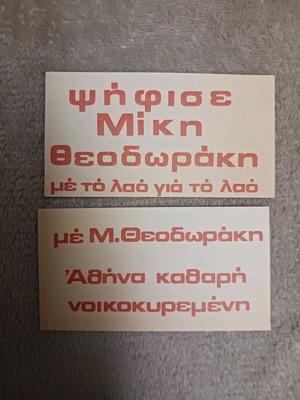 ψήφισε
Μίκη
Θεοδωράκη
μέ τό λαό γιά τό λαό
μέ Μ.Θεοδωράκη
Ἀθήνα καθαρή
νοικοκυρεμένη